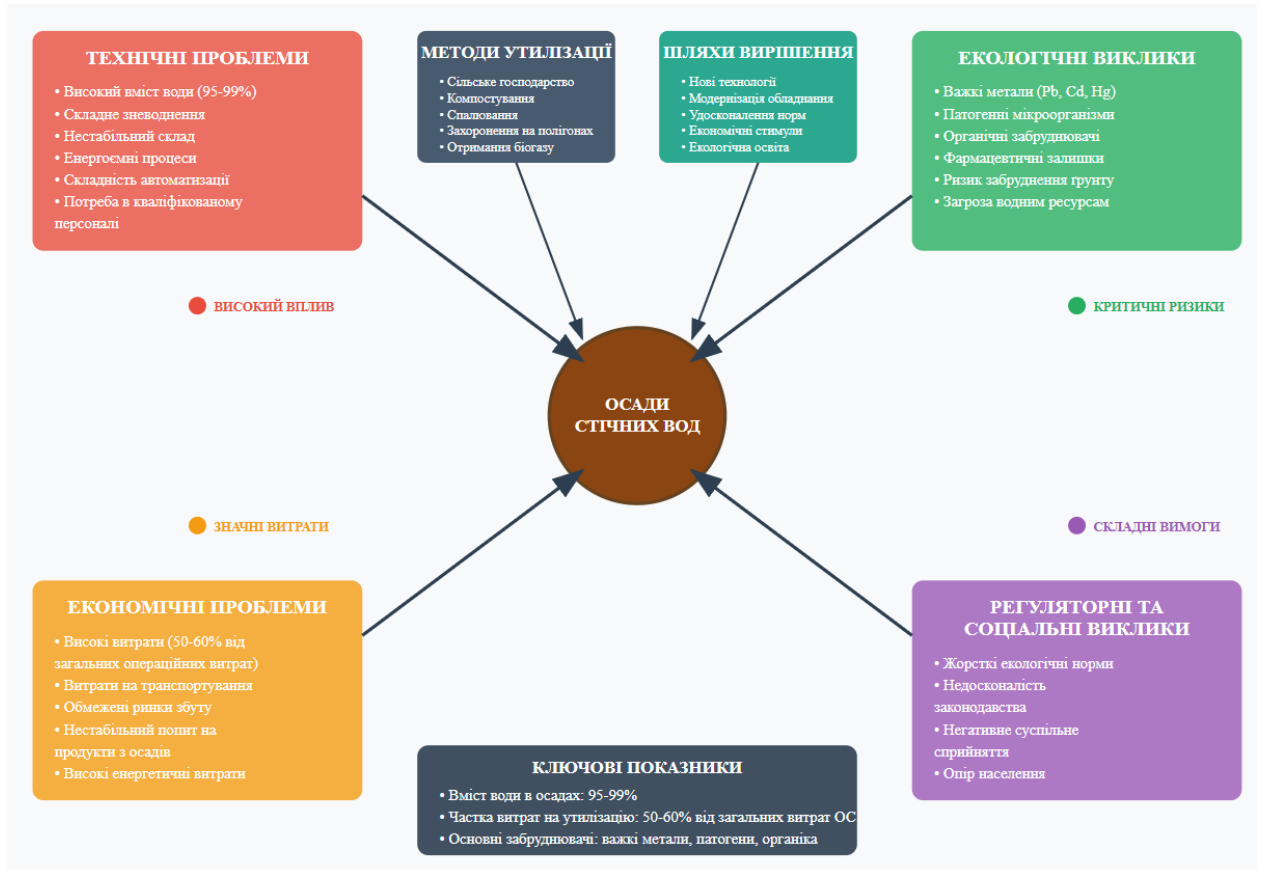 ТЕХНІЧНІ ПРОБЛЕМИ
• Високий вміст води (95-99%)
• Складне зневоднення
• Нестабільний склад
• Енергоємні процеси
• Складність автоматизації
• Потреба в кваліфікованому
персоналі
МЕТОДИ УТИЛІЗАЦІЇ
• Сільське господарство
• Компостування
• Спалювання
• Захоронення на полігонах
• Отримання біогазу
ШЛЯХИ ВИРІШЕННЯ
• Нові технології
• Модернізація обладнання
• Удосконалення норм
• Економічні стимули
• Екологічна освіта
ЕКОЛОГІЧНІ ВИКЛИКИ
• Важкі метали (Pb, Cd, Hg)
• Патогенні мікроорганізми
• Органічні забруднювачі
• Фармацевтичні залишки
• Ризик забруднення ґрунту
• Загроза водним ресурсам
ВИСОКИЙ ВПЛИВ
КРИТИЧНІ РИЗИКИ
ОСАДИ
СТІЧНИХ ВОД
ЗНАЧНІ ВИТРАТИ
СКЛАДНІ ВИМОГИ
ЕКОНОМІЧНІ ПРОБЛЕМИ
• Високі витрати (50-60% від
загальних операційних витрат)
• Витрати на транспортування
• Обмежені ринки збуту
• Нестабільний попит на
продукти з осадів
• Високі енергетичні витрати
РЕГУЛЯТОРНІ ТА
СОЦІАЛЬНІ ВИКЛИКИ
• Жорсткі екологічні норми
• Недосконалість
законодавства
• Негативне суспільне
сприйняття
• Опір населення
КЛЮЧОВІ ПОКАЗНИКИ
• Вміст води в осадах: 95-99%
• Частка витрат на утилізацію: 50-60% від загальних витрат ОС
• Основні забруднювачі: важкі метали, патогени, органіка